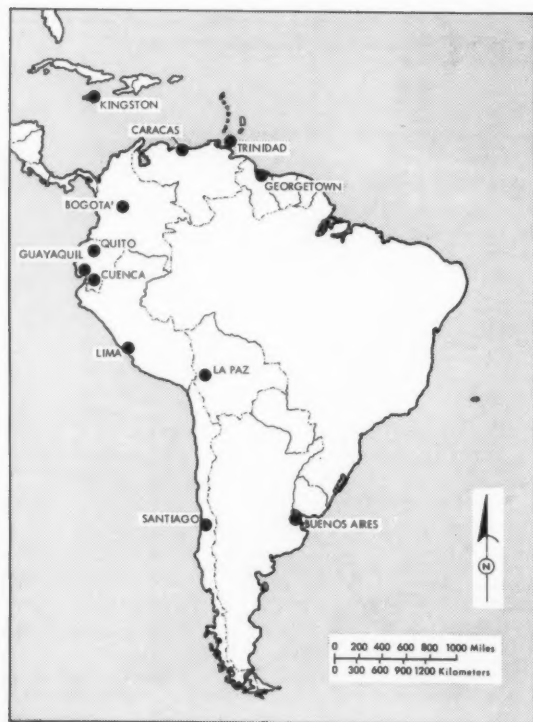 KINGSTON
CARACAS
TRINIDAD
GEORGETOWN
BOGOTA'
QUITO
GUAYAQUIL
CUENCA
LIMA
LA PAZ
SANTIAGO
BUENOS AIRES
N
0 200 400 600 800 1000 Miles
0 300 600 900 1200 Kilometers